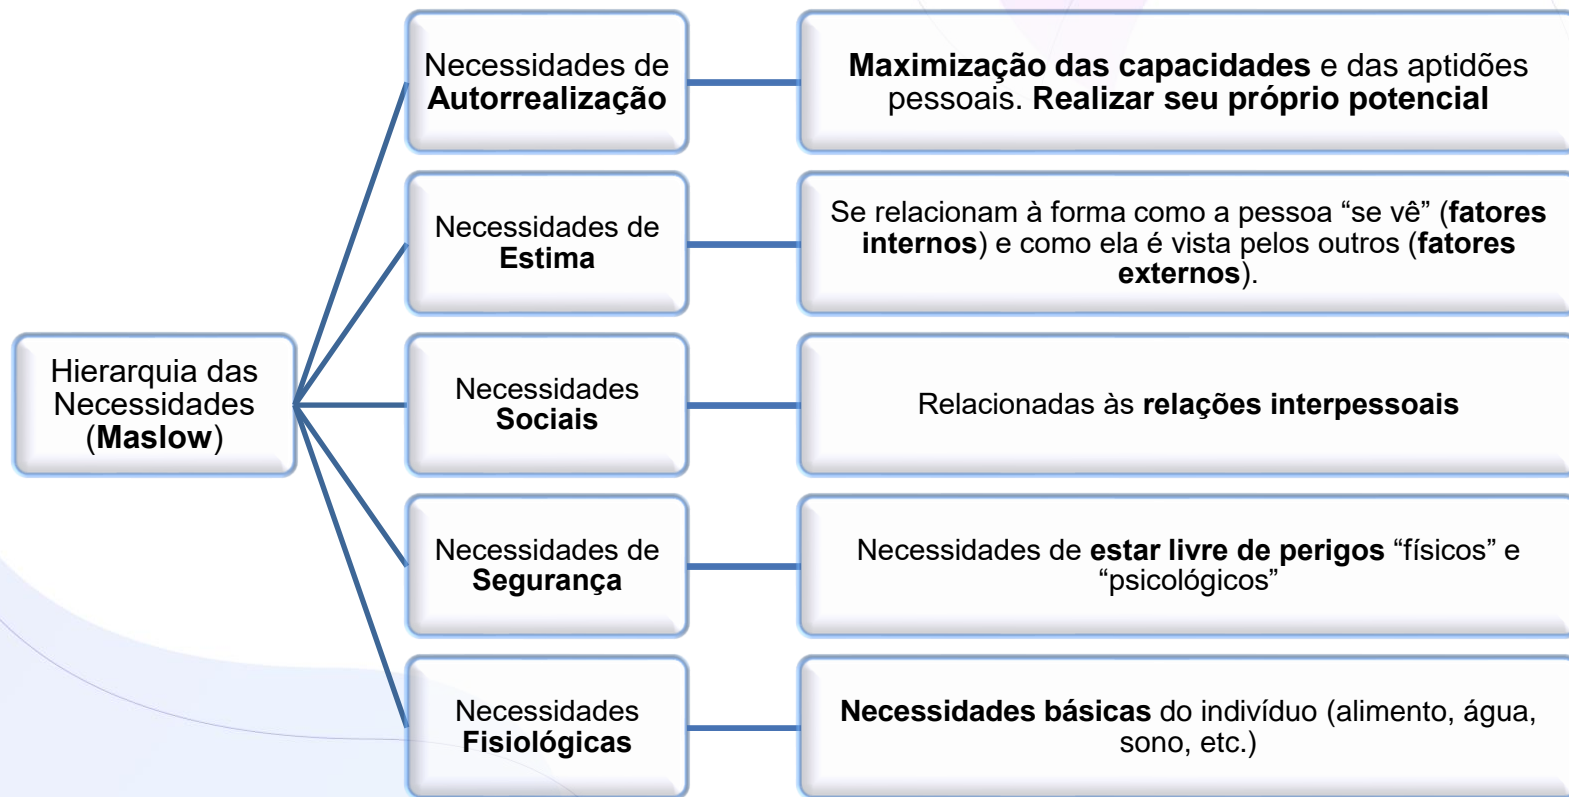 Hierarquia das
Necessidades
(Maslow)
Necessidades de
Autorrealização
Maximização das capacidades e das aptidões
pessoais. Realizar seu próprio potencial
Necessidades de
Estima
Se relacionam à forma como a pessoa “se vê” (fatores
internos) e como ela é vista pelos outros (fatores
externos).
Necessidades
Sociais
Relacionadas às relações interpessoais
Necessidades de
Segurança
Necessidades de estar livre de perigos “físicos” e
“psicológicos”
Necessidades
Fisiológicas
Necessidades básicas do indivíduo (alimento, água,
sono, etc.)